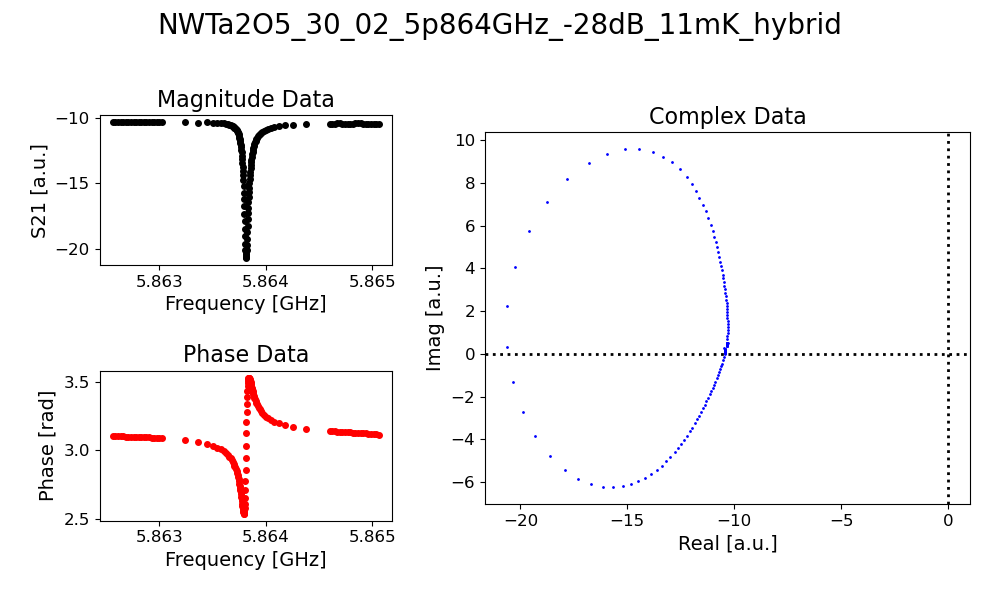 NWTa2O5_30_02_5p864GHz_-28dB_11mK_hybrid
Magnitude Data
S21 [a.u.]
−10
−15
−20
5.863 5.864 5.865
Frequency [GHz]
Phase Data
Phase [rad]
3.5
3.0
2.5
5.863 5.864 5.865
Frequency [GHz]
Complex Data
Imag [a.u.]
10
8
6
4
2
0
−2
−4
−6
−20 −15 −10 −5 0
Real [a.u.]